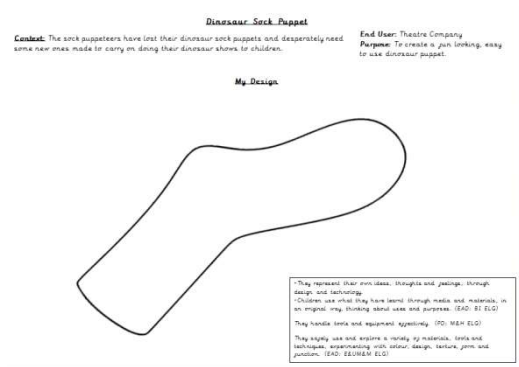 Dinosaur Sock Puppet
Context: The sock puppeteers have lost their dinosaur sock puppets and desperately need
some new ones made to carry on doing their dinosaur shows to children.
End User: Theatre Company
Purpose: To create a fun looking, easy
to use dinosaur puppet.
My Design
• They represent their own ideas, thoughts and feelings, through
design and technology.
• Children use what they have learnt through media and materials, in
an original way, thinking about uses and purposes. (EAD: BI ELG)
They handle tools and equipment effectively. (PD: M&H ELG)
They safely use and explore a variety of materials, tools and
techniques, experimenting with colour, design, texture, form and
function. (EAD: E&UM&M ELG)